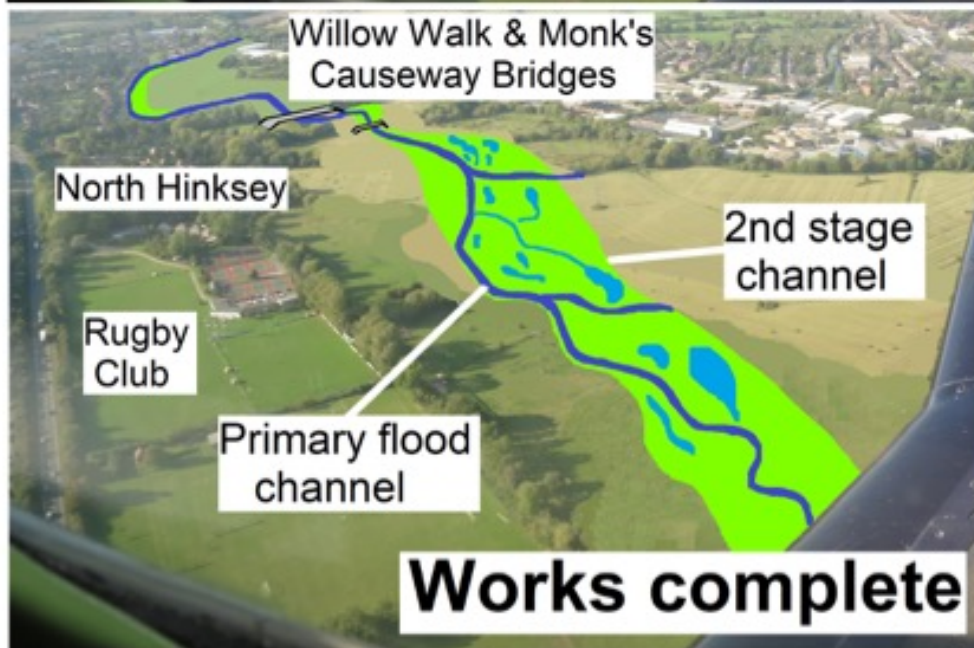 Willow Walk & Monk's
Causeway Bridges
North Hinksey
2nd stage
channel
Rugby
Club
Primary flood
channel
Works complete